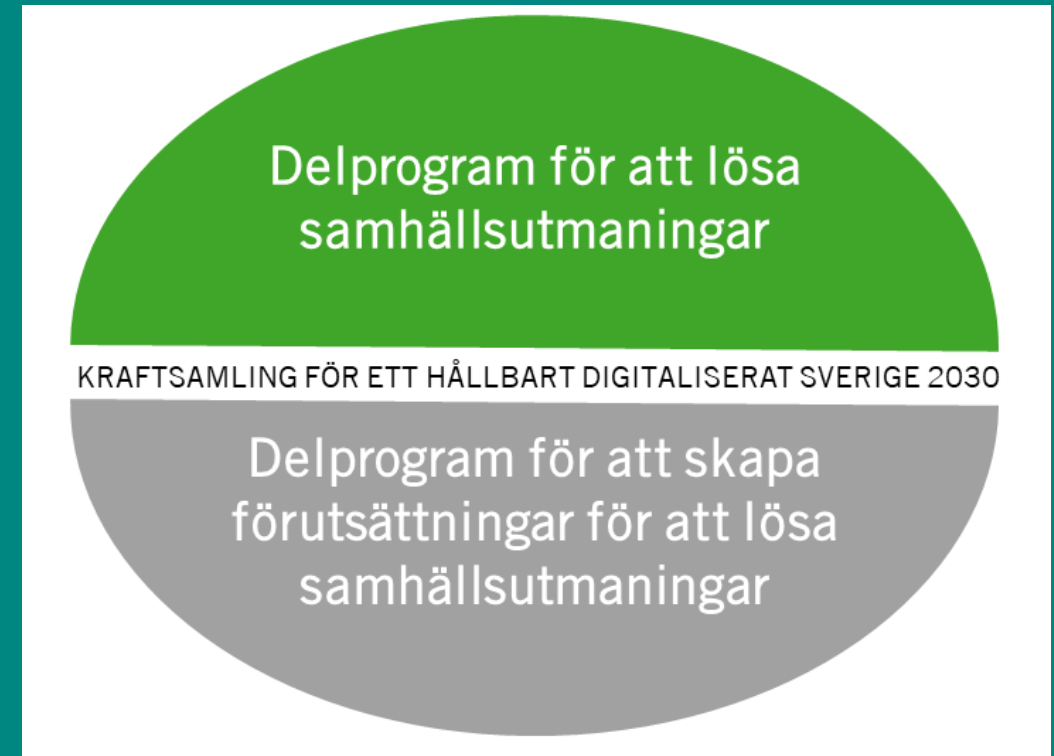 Delprogram för att lösa
samhällsutmaningar
KRAFTSAMLING FÖR ETT HÅLLBART DIGITALISERAT SVERIGE 2030
Delprogram för att skapa
förutsättningar för att lösa
samhällsutmaningar